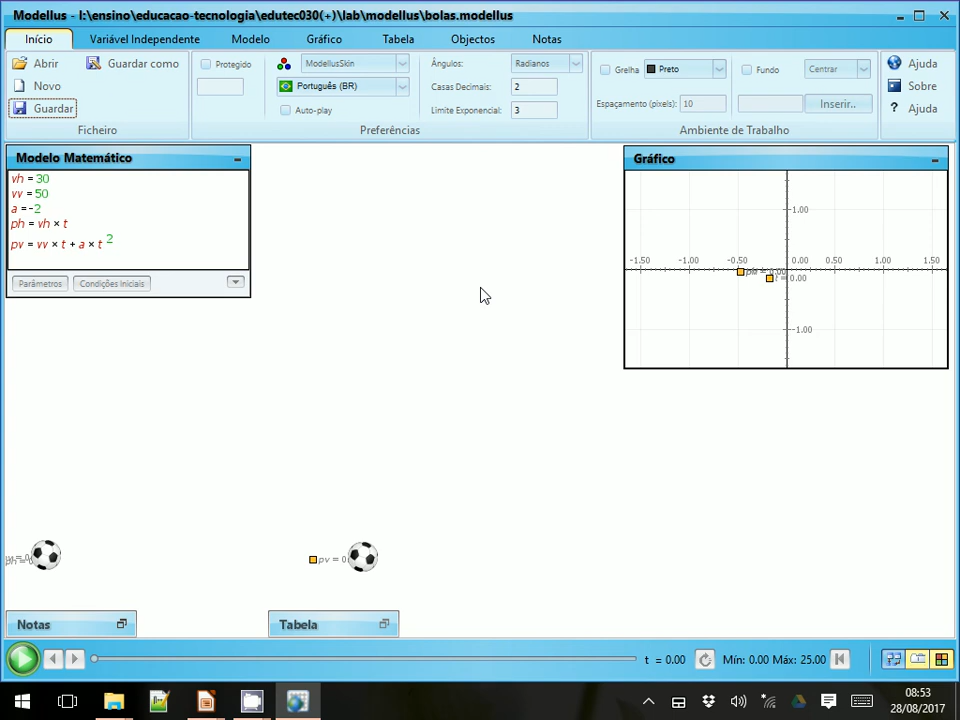 Modellus - I:\ensino\educacao-tecnologia\edutec030(+)\lab\modellus\bolas.modellus
Início
Variável Independente
Modelo
Gráfico
Tabela
Objectos
Notas
Abrir
Guardar como
Novo
Guardar
Ficheiro
Protegido
ModellusSkin
Português (BR)
Auto-play
Ângulos:
Radianos
Casas Decimais:
2
Limite Exponencial:
3
Preferências
Grelha
Preto
Espaçamento (pixels):
10
Fundo
Centrar
Inserir..
Ambiente de Trabalho
Ajuda
Sobre
? Ajuda
Modelo Matemático
vh = 30
vv = 50
a = -2
ph = vh × t
pv = vv × t + a × t 2
Parâmetros
Condições Iniciais
Gráfico
1.00
-1.50 -1.00 -0.50 0.00 0.50 1.00 1.50
t = 0.00
-1.00
pv = 0
Notas
Tabela
t = 0.00
Mín: 0.00 Máx: 25.00
08:53
28/08/2017